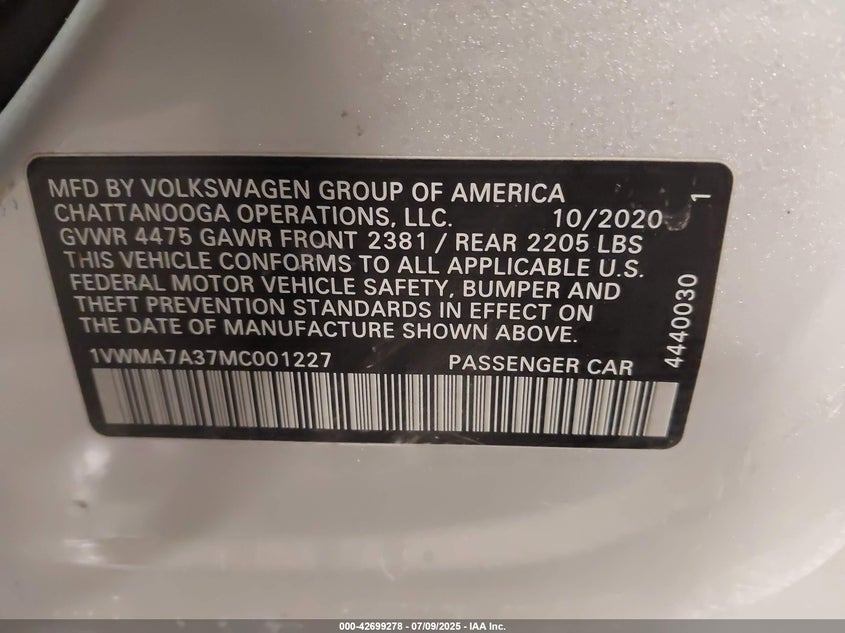 MFD BY VOLKSWAGEN GROUP OF AMERICA
CHATTANOOGA OPERATIONS, LLC. 10/2020
GVWR 4475 GAWR FRONT 2381 / REAR 2205 LBS
THIS VEHICLE CONFORMS TO ALL APPLICABLE U.S.
FEDERAL MOTOR VEHICLE SAFETY, BUMPER AND
THEFT PREVENTION STANDARDS IN EFFECT ON
THE DATE OF MANUFACTURE SHOWN ABOVE.
1VWMA7A37MC001227 PASSENGER CAR
4440030 1
000-42699278 - 07/09/2025 - IAA Inc.